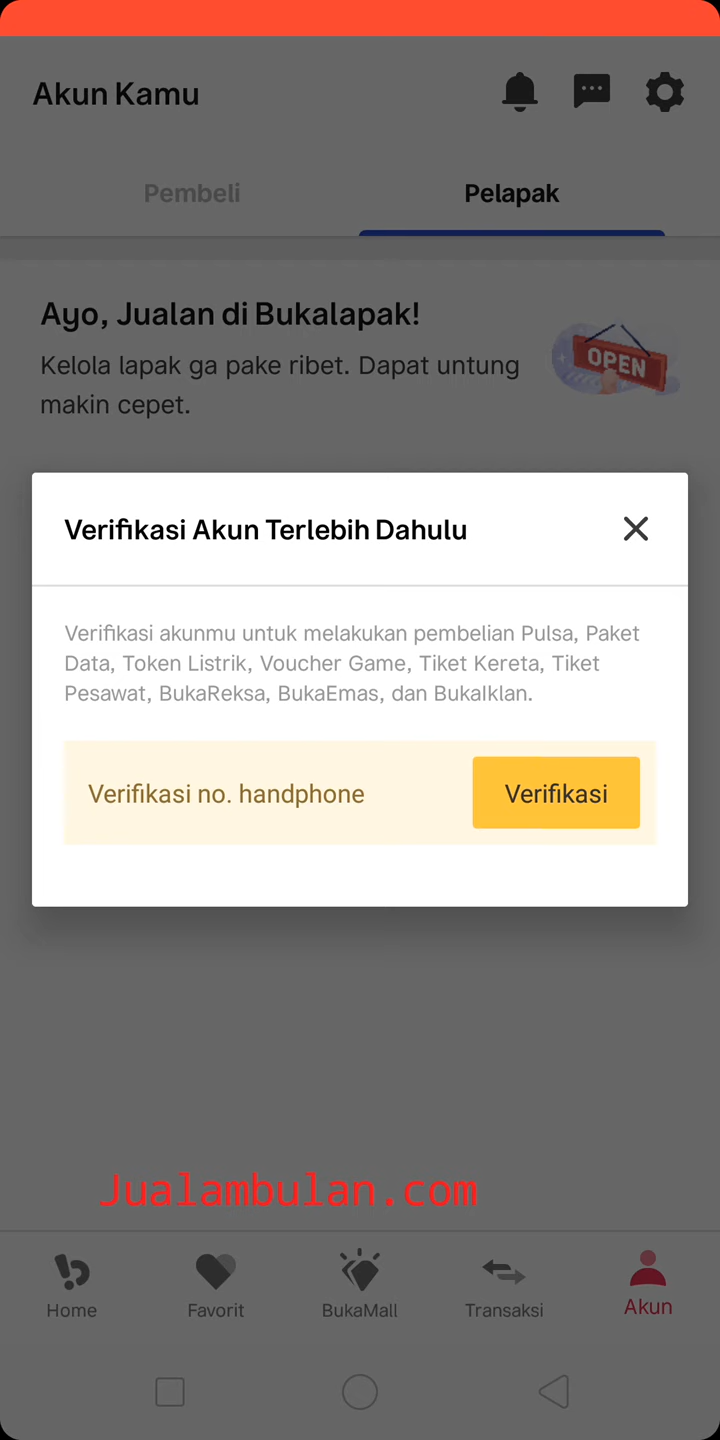 Akun Kamu
Pembeli
Pelapak
Ayo, Jualan di Bukalapak!
Kelola lapak ga pake ribet. Dapat untung
makin cepet.
OPEN
Verifikasi Akun Terlebih Dahulu
Verifikasi akunmu untuk melakukan pembelian Pulsa, Paket
Data, Token Listrik, Voucher Game, Tiket Kereta, Tiket
Pesawat, BukaReksa, BukaEmas, dan BukaIklan.
Verifikasi no. handphone
Verifikasi
Jualambulan.com
Home
Favorit
BukaMall
Transaksi
Akun